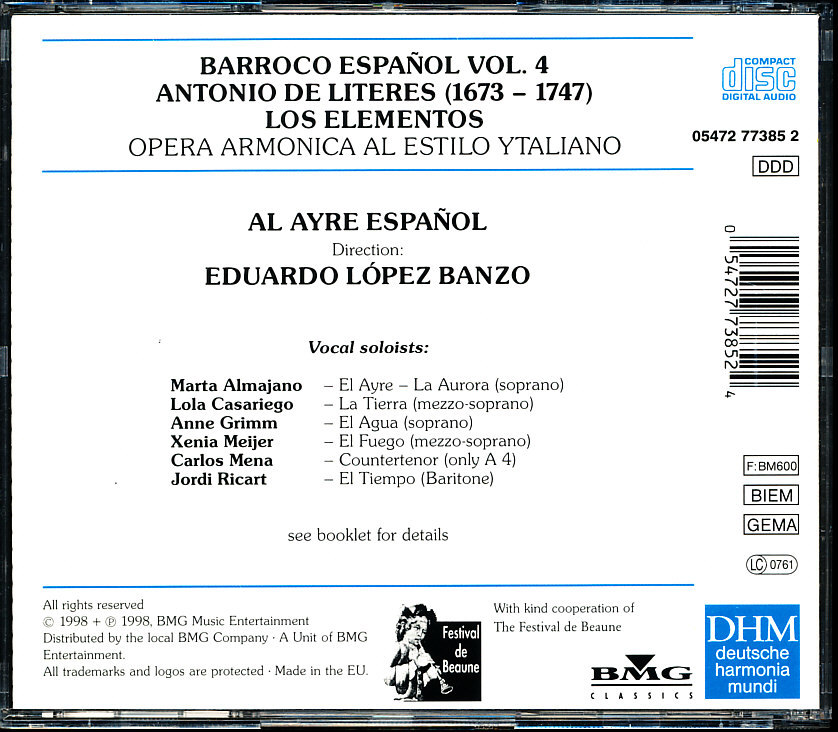 BARROCO ESPAÑOL VOL. 4
ANTONIO DE LITERES (1673 – 1747)
LOS ELEMENTOS
OPERA ARMONICA AL ESTILO YTALIANO
COMPACT
disc
DIGITAL AUDIO
05472 77385 2
DDD
AL AYRE ESPAÑOL
Direction:
EDUARDO LÓPEZ BANZO
0 54727 73852 4
Vocal soloists:
Marta Almajano – El Ayre – La Aurora (soprano)
Lola Casariego – La Tierra (mezzo-soprano)
Anne Grimm – El Agua (soprano)
Xenia Meijer – El Fuego (mezzo-soprano)
Carlos Mena – Countertenor (only A 4)
Jordi Ricart – El Tiempo (Baritone)
see booklet for details
F: BM600
BIEM
GEMA
LC 0761
All rights reserved
© 1998 + ℗ 1998, BMG Music Entertainment
Distributed by the local BMG Company · A Unit of BMG
Entertainment.
All trademarks and logos are protected · Made in the EU.
Festival
de
Beaune
With kind cooperation of
The Festival de Beaune
BMG
CLASSICS
DHM
deutsche
harmonia
mundi